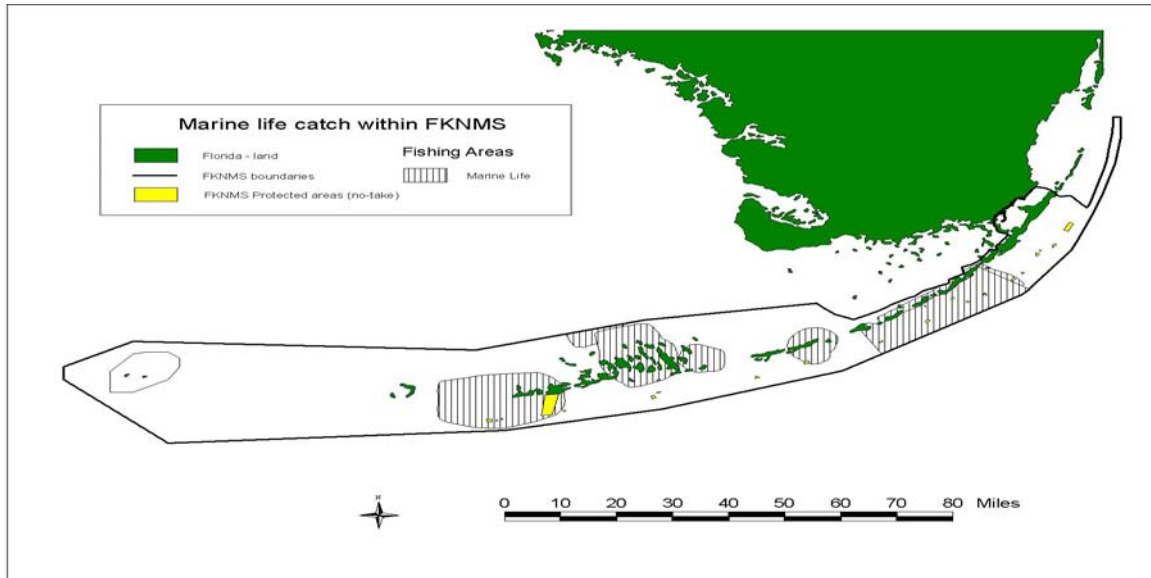 Marine life catch within FKNMS
Florida - land
Fishing Areas
FKNMS boundaries
Marine Life
FKNMS Protected areas (no-take)
N
0 10 20 30 40 50 60 70 80 Miles